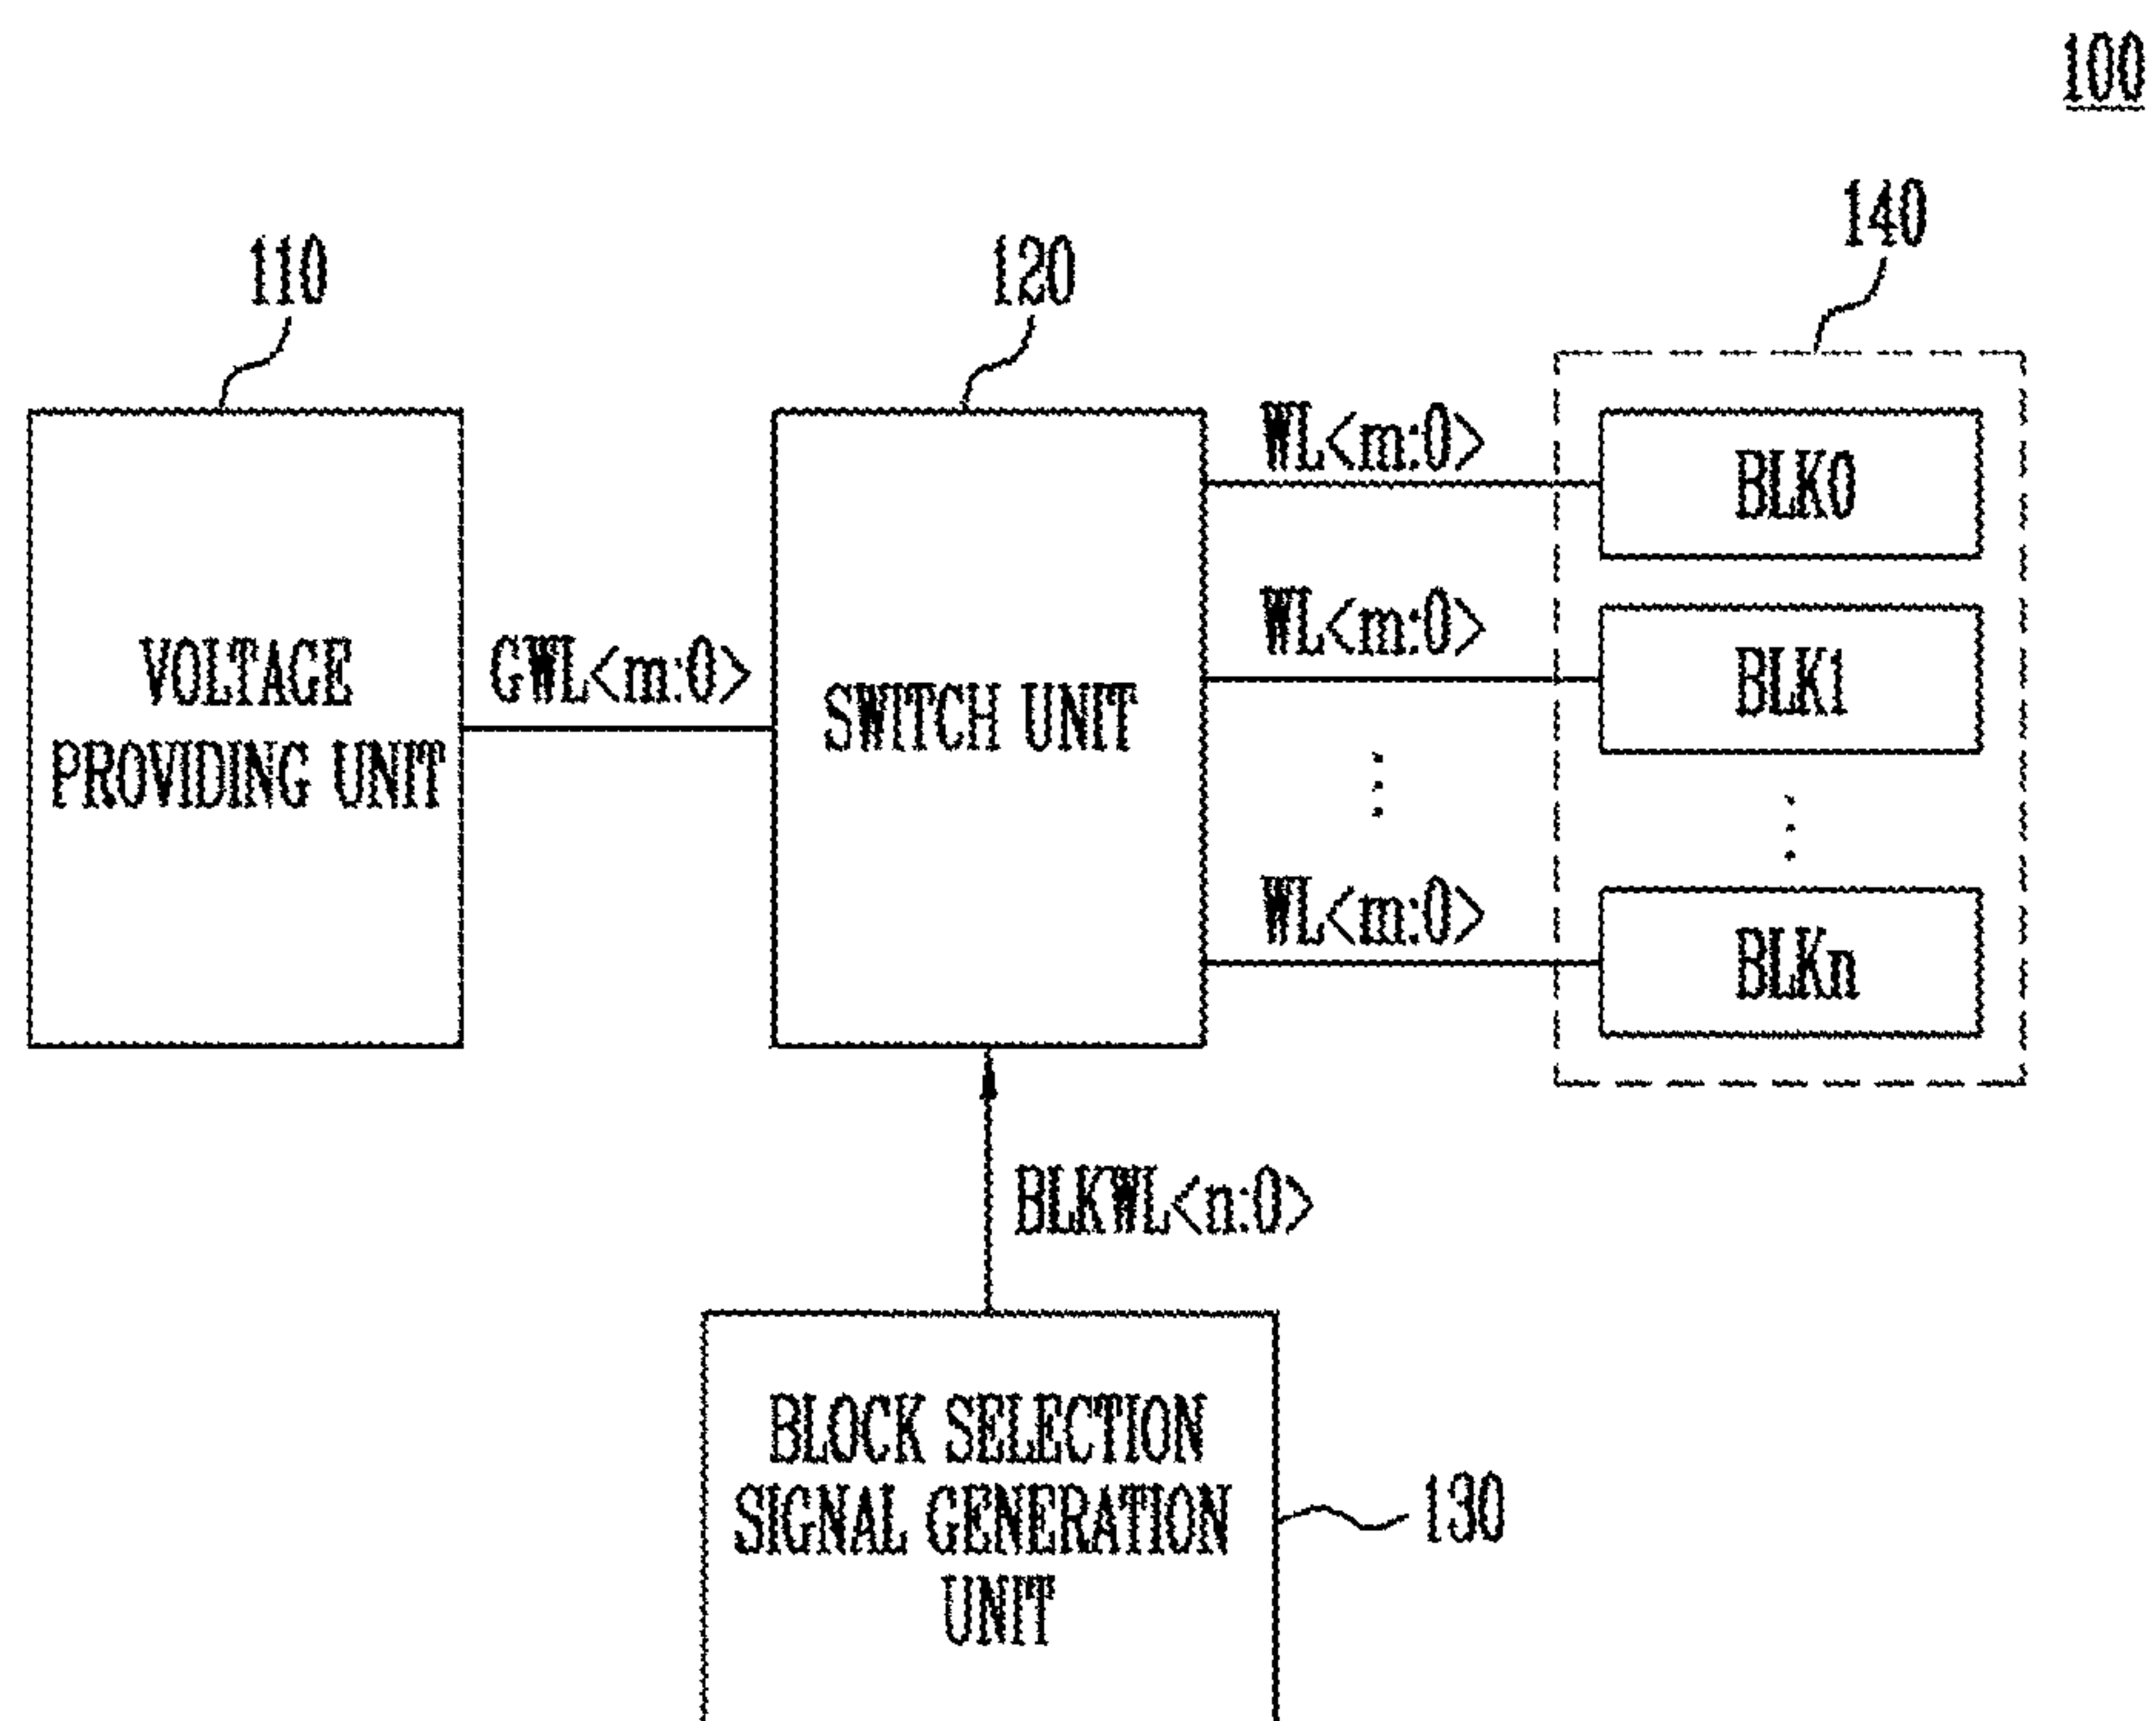 100
140
110
120
WL<m:0>
BLK0
WL<m:0>
BLK1
VOLTAGE
PROVIDING UNIT
GWL<m:0>
SWITCH UNIT
WL<m:0>
BLKn
BLKWL<n:0>
BLOCK SELECTION
SIGNAL GENERATION
UNIT
130